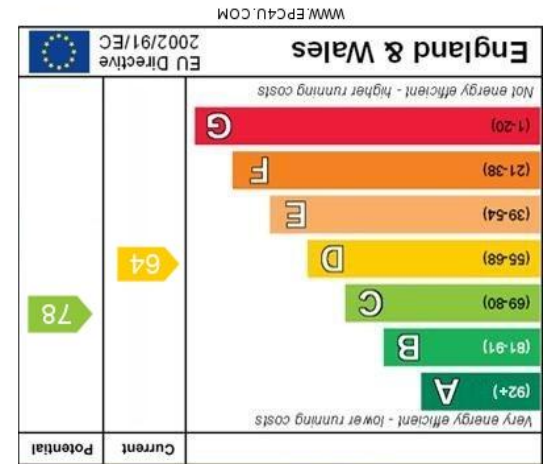 Current Potential
Very energy efficient - lower running costs
(92+) A
(81-91) B
(69-80) C
78
(55-68) D
64
(39-54) E
(21-38) F
(1-20) G
Not energy efficient - higher running costs
England & Wales
EU Directive
2002/91/EC
WWW.EPC4U.COM